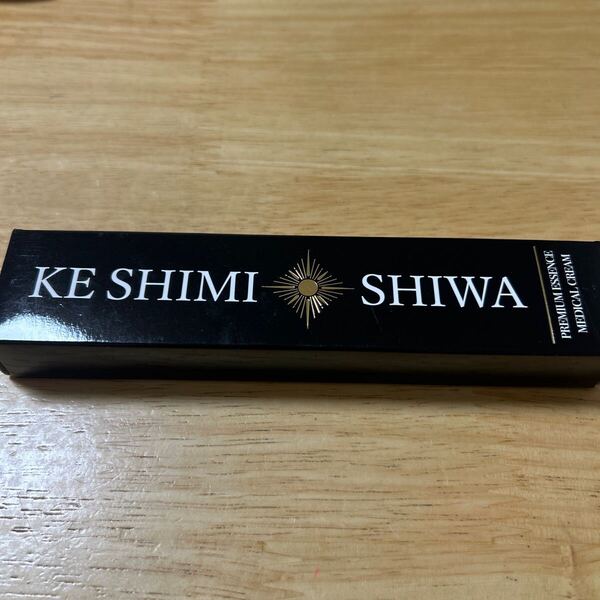 KE SHIMI SHIWA
PREMIUM ESSENCE
MEDICAL CREAM